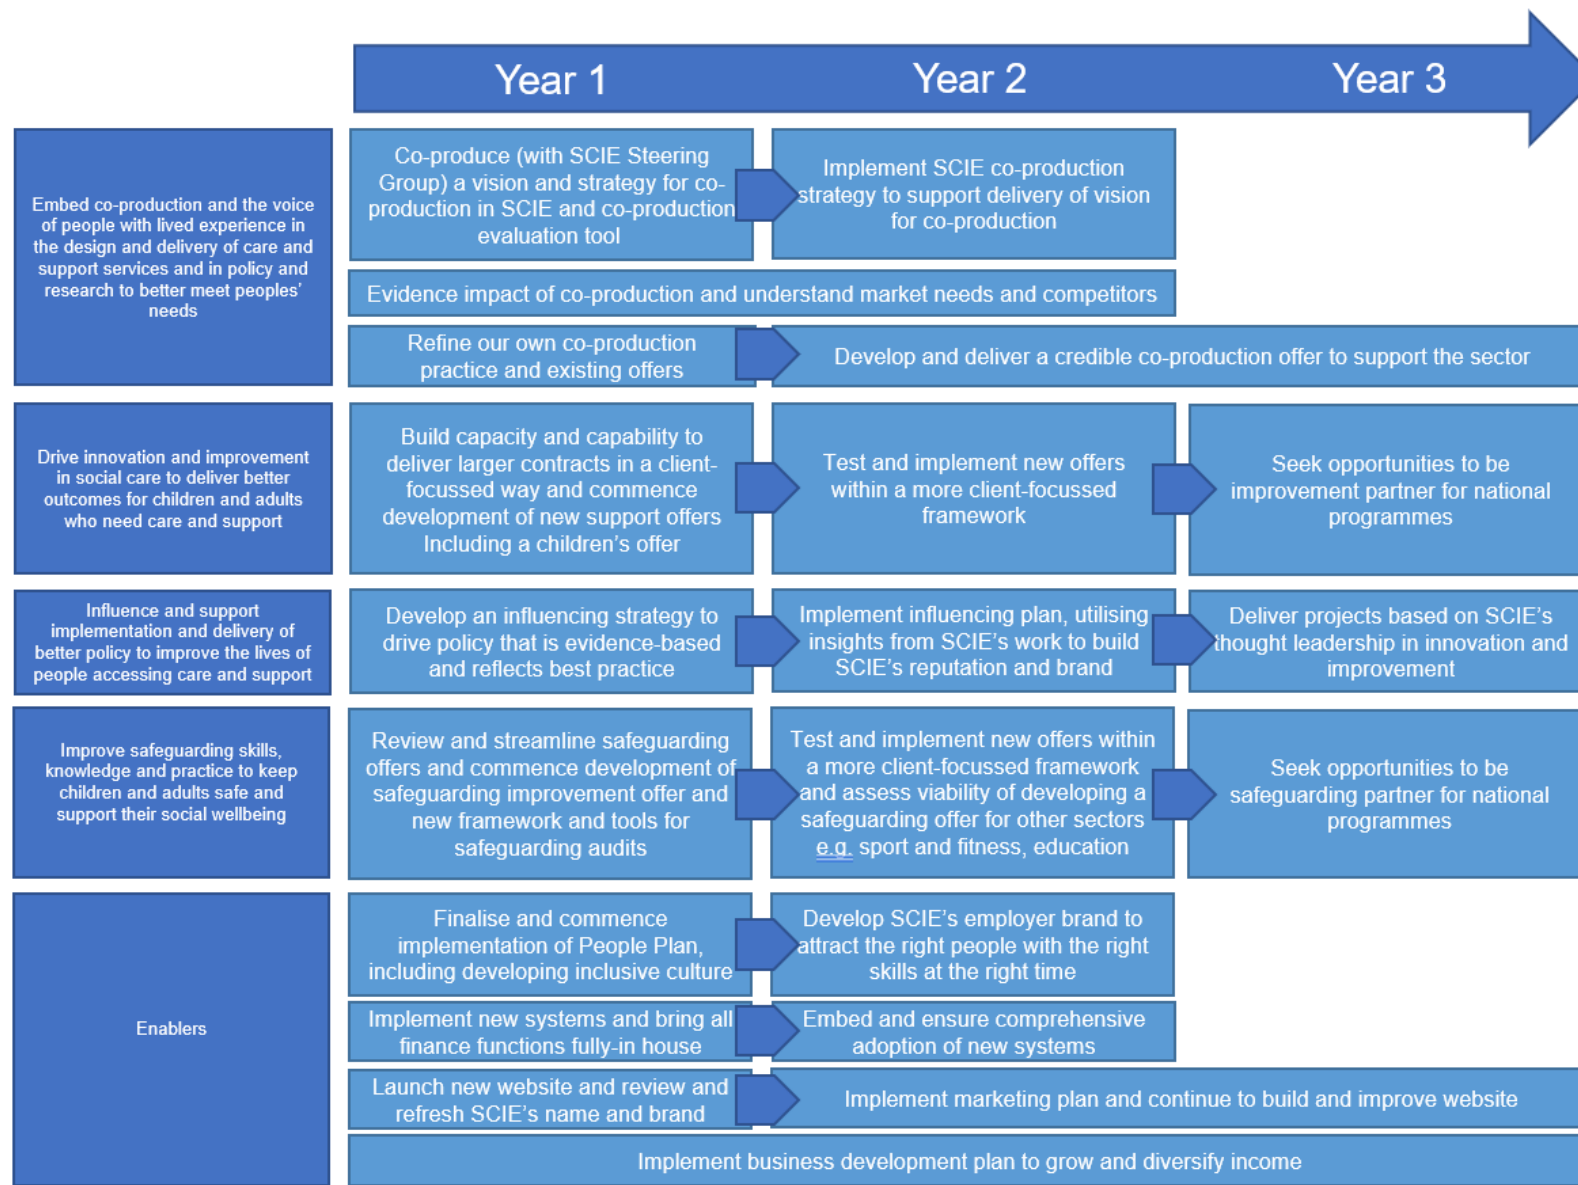 Year 1
Year 2
Year 3
Embed co-production and the voice
of people with lived experience in
the design and delivery of care and
support services and in policy and
research to better meet peoples'
needs
Co-produce (with SCIE Steering
Group) a vision and strategy for co-
production in SCIE and co-production
evaluation tool
Implement SCIE co-production
strategy to support delivery of vision
for co-production
Evidence impact of co-production and understand market needs and competitors
Refine our own co-production
practice and existing offers
Develop and deliver a credible co-production offer to support the sector
Drive innovation and improvement
in social care to deliver better
outcomes for children and adults
who need care and support
Build capacity and capability to
deliver larger contracts in a client-
focussed way and commence
development of new support offers
Including a children's offer
Test and implement new offers
within a more client-focussed
framework
Seek opportunities to be
improvement partner for national
programmes
Influence and support
implementation and delivery of
better policy to improve the lives of
people accessing care and support
Develop an influencing strategy to
drive policy that is evidence-based
and reflects best practice
Implement influencing plan, utilising
insights from SCIE's work to build
SCIE's reputation and brand
Deliver projects based on SCIE's
thought leadership in innovation and
improvement
Improve safeguarding skills,
knowledge and practice to keep
children and adults safe and
support their social wellbeing
Review and streamline safeguarding
offers and commence development of
safeguarding improvement offer and
new framework and tools for
safeguarding audits
Test and implement new offers within
a more client-focussed framework
and assess viability of developing a
safeguarding offer for other sectors
e.g. sport and fitness, education
Seek opportunities to be
safeguarding partner for national
programmes
Enablers
Finalise and commence
implementation of People Plan,
including developing inclusive culture
Develop SCIE's employer brand to
attract the right people with the right
skills at the right time
Implement new systems and bring all
finance functions fully-in house
Embed and ensure comprehensive
adoption of new systems
Launch new website and review and
refresh SCIE's name and brand
Implement marketing plan and continue to build and improve website
Implement business development plan to grow and diversify income